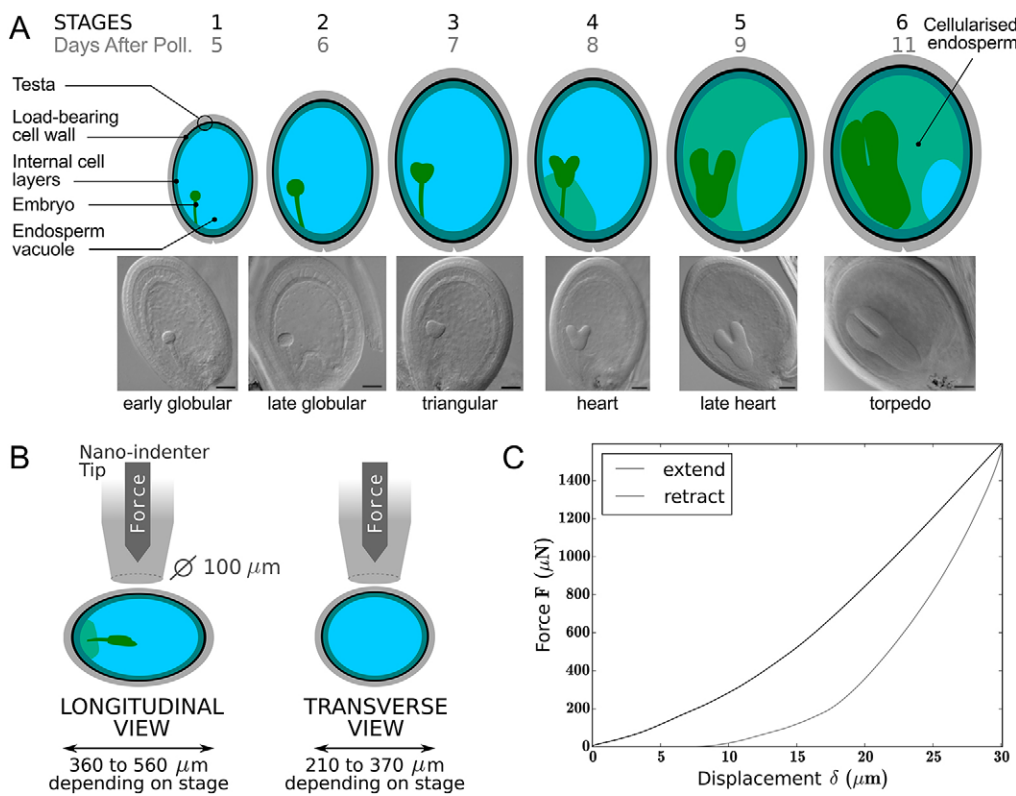 A
STAGES 1 2 3 4 5 6
Days After Poll. 5 6 7 8 9 11
Cellularised
endosperm
Testa
Load-bearing
cell wall
Internal cell
layers
Embryo
Endosperm
vacuole
early globular
late globular
triangular
heart
late heart
torpedo
B
Nano-indenter
Tip
Force
Force
⌀ 100 μm
LONGITUDINAL
VIEW
360 to 560 μm
depending on stage
TRANSVERSE
VIEW
210 to 370 μm
depending on stage
C
extend
retract
Force F (μN)
1400
1200
1000
800
600
400
200
0
0 5 10 15 20 25 30
Displacement δ (μm)